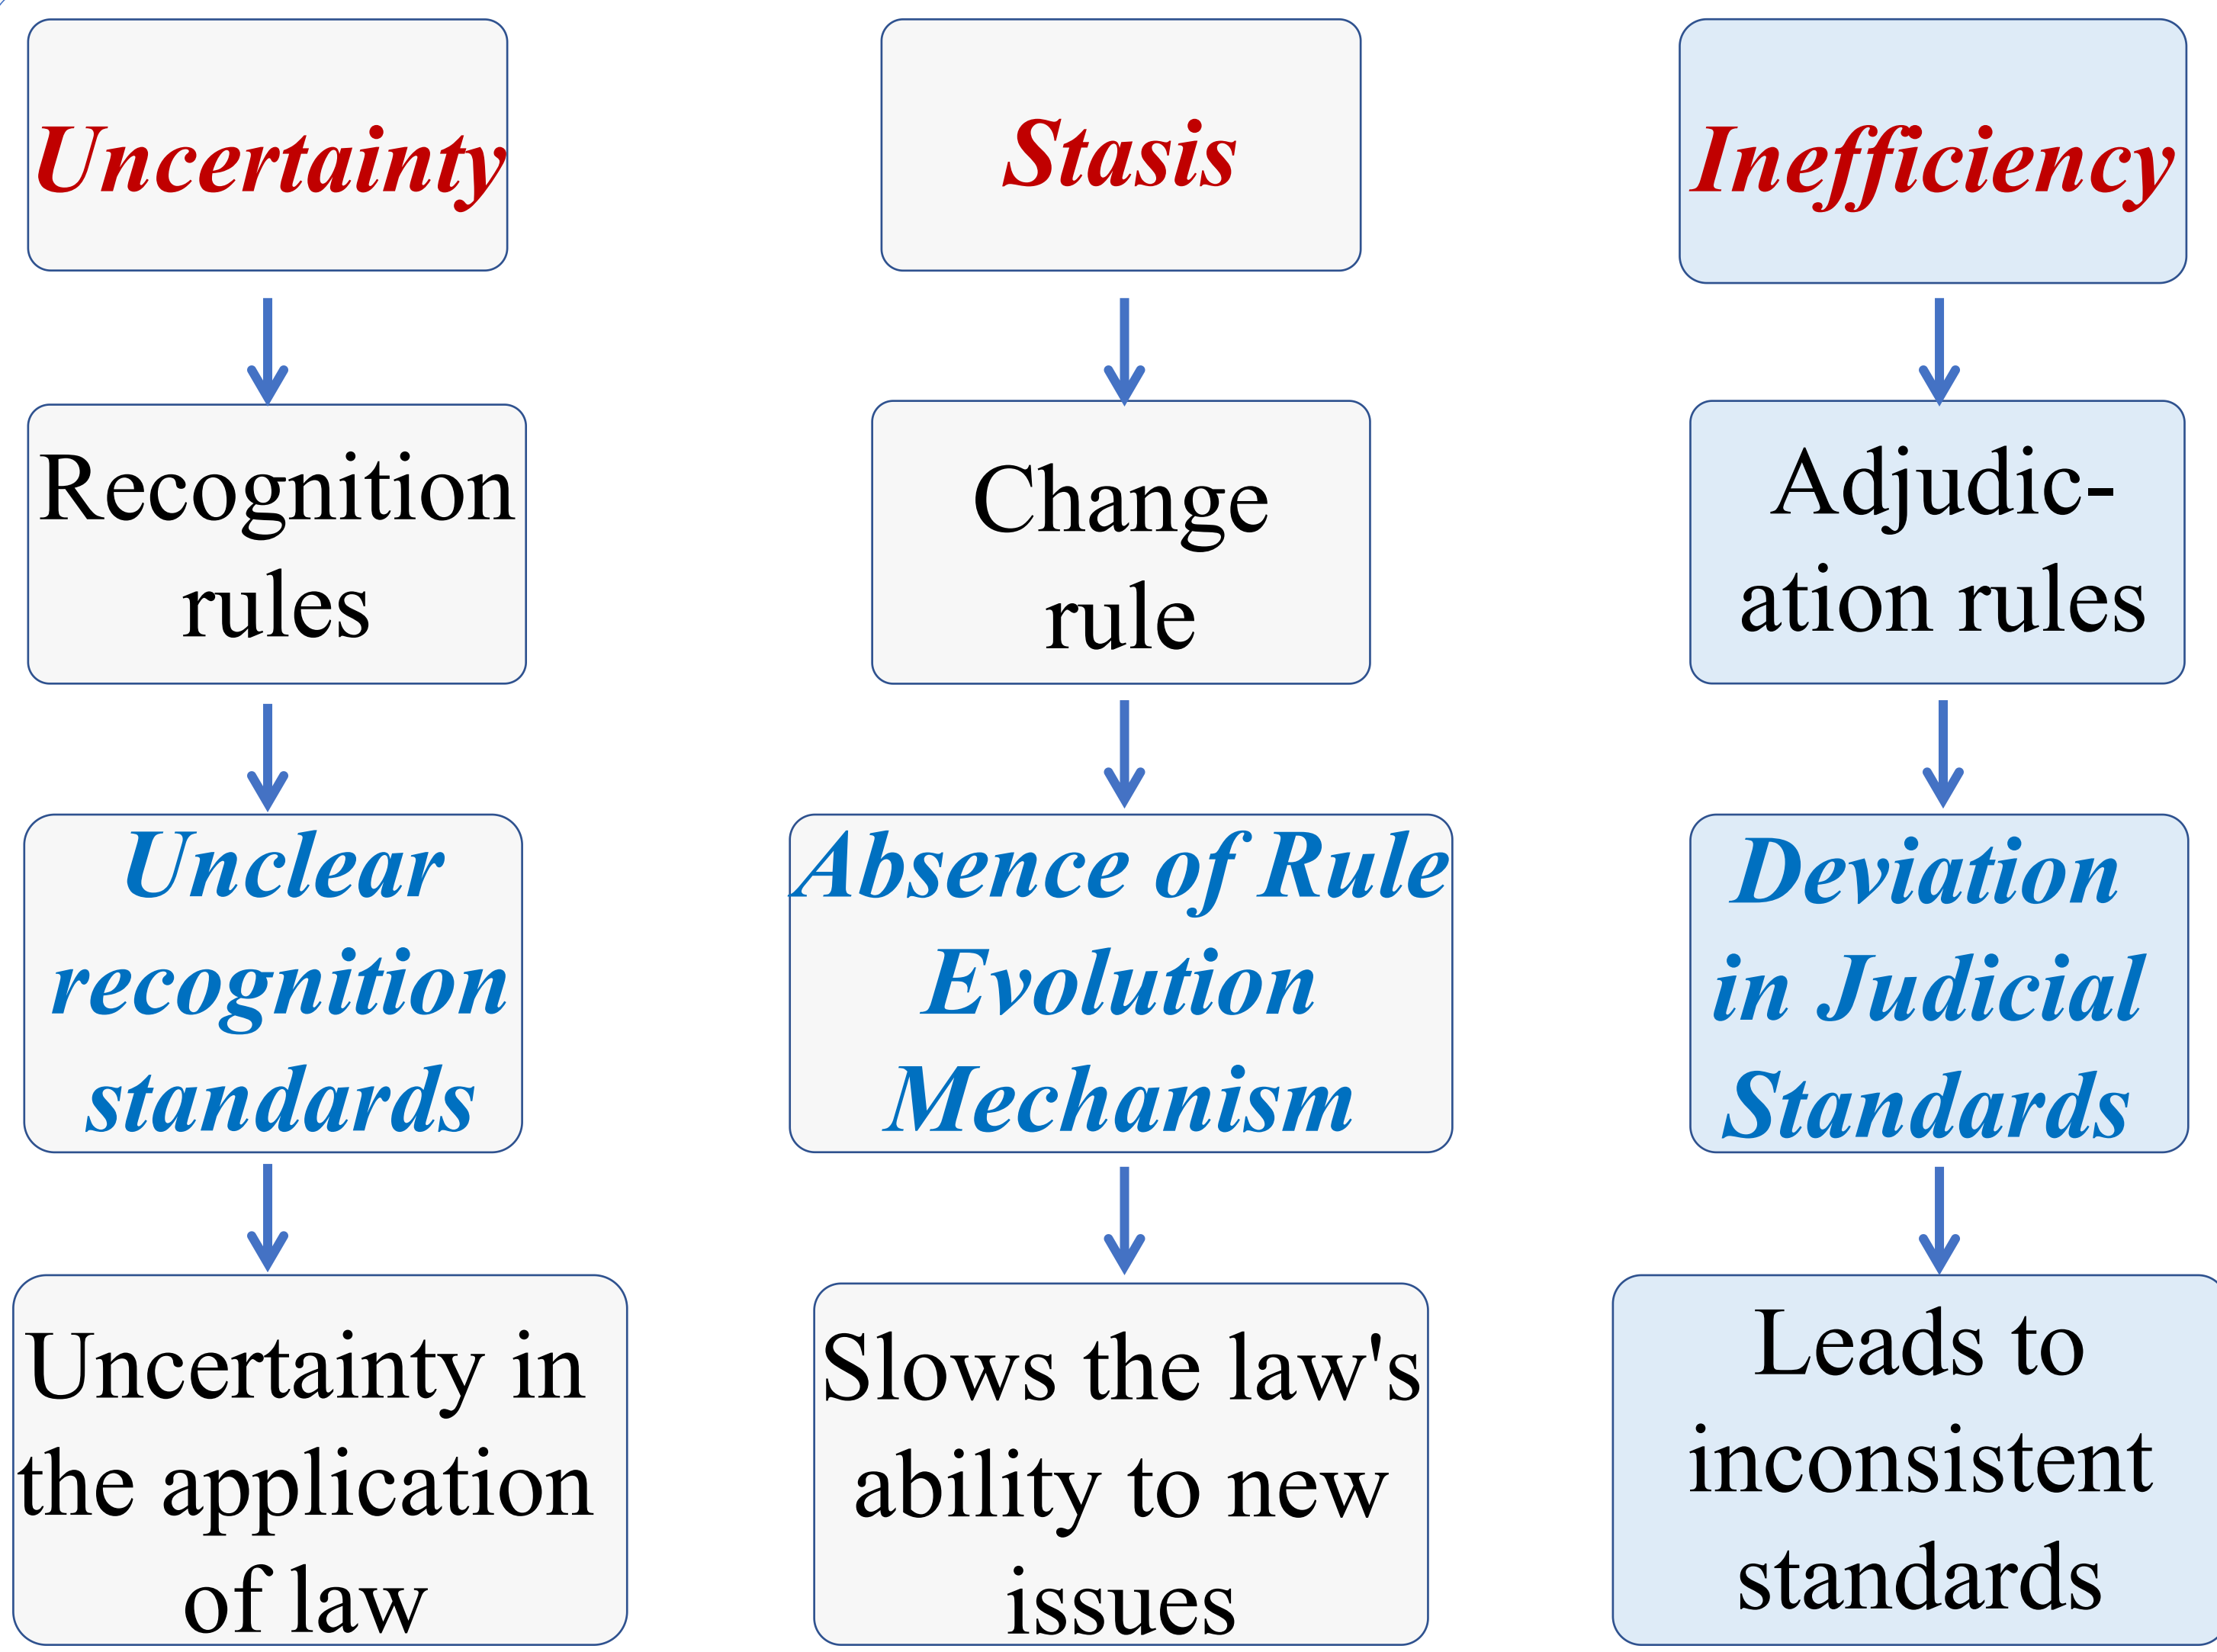 Uncertainty
Recognition
rules
Unclear
recognition
standards
Uncertainty in
the application
of law
Stasis
Change
rule
Absence of Rule
Evolution
Mechanism
Slows the law's
ability to new
issues
Inefficiency
Adjudic-
ation rules
Deviation
in Judicial
Standards
Leads to
inconsistent
standards